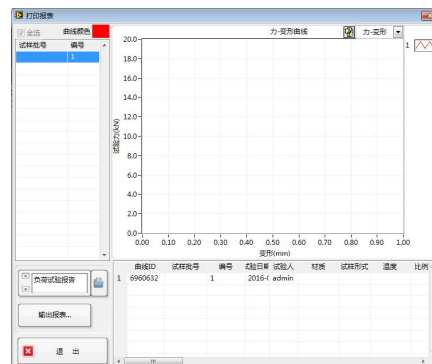 打印报表
全选 曲线颜色
试样批号 编号
1
力-变形曲线 力-变形
1
20.0
18.0
16.0
14.0
12.0
10.0
8.0
6.0
4.0
2.0
0.0
试验力(kN)
0.00 0.10 0.20 0.30 0.40 0.50 0.60 0.70 0.80 0.90 1.00
变形(mm)
曲线ID 试样批号 编号 试验日期 试验人 材质 试样形式 温度 比例
1 6960632 1 2016-( admin
负荷试验报告
输出报表...
退 出